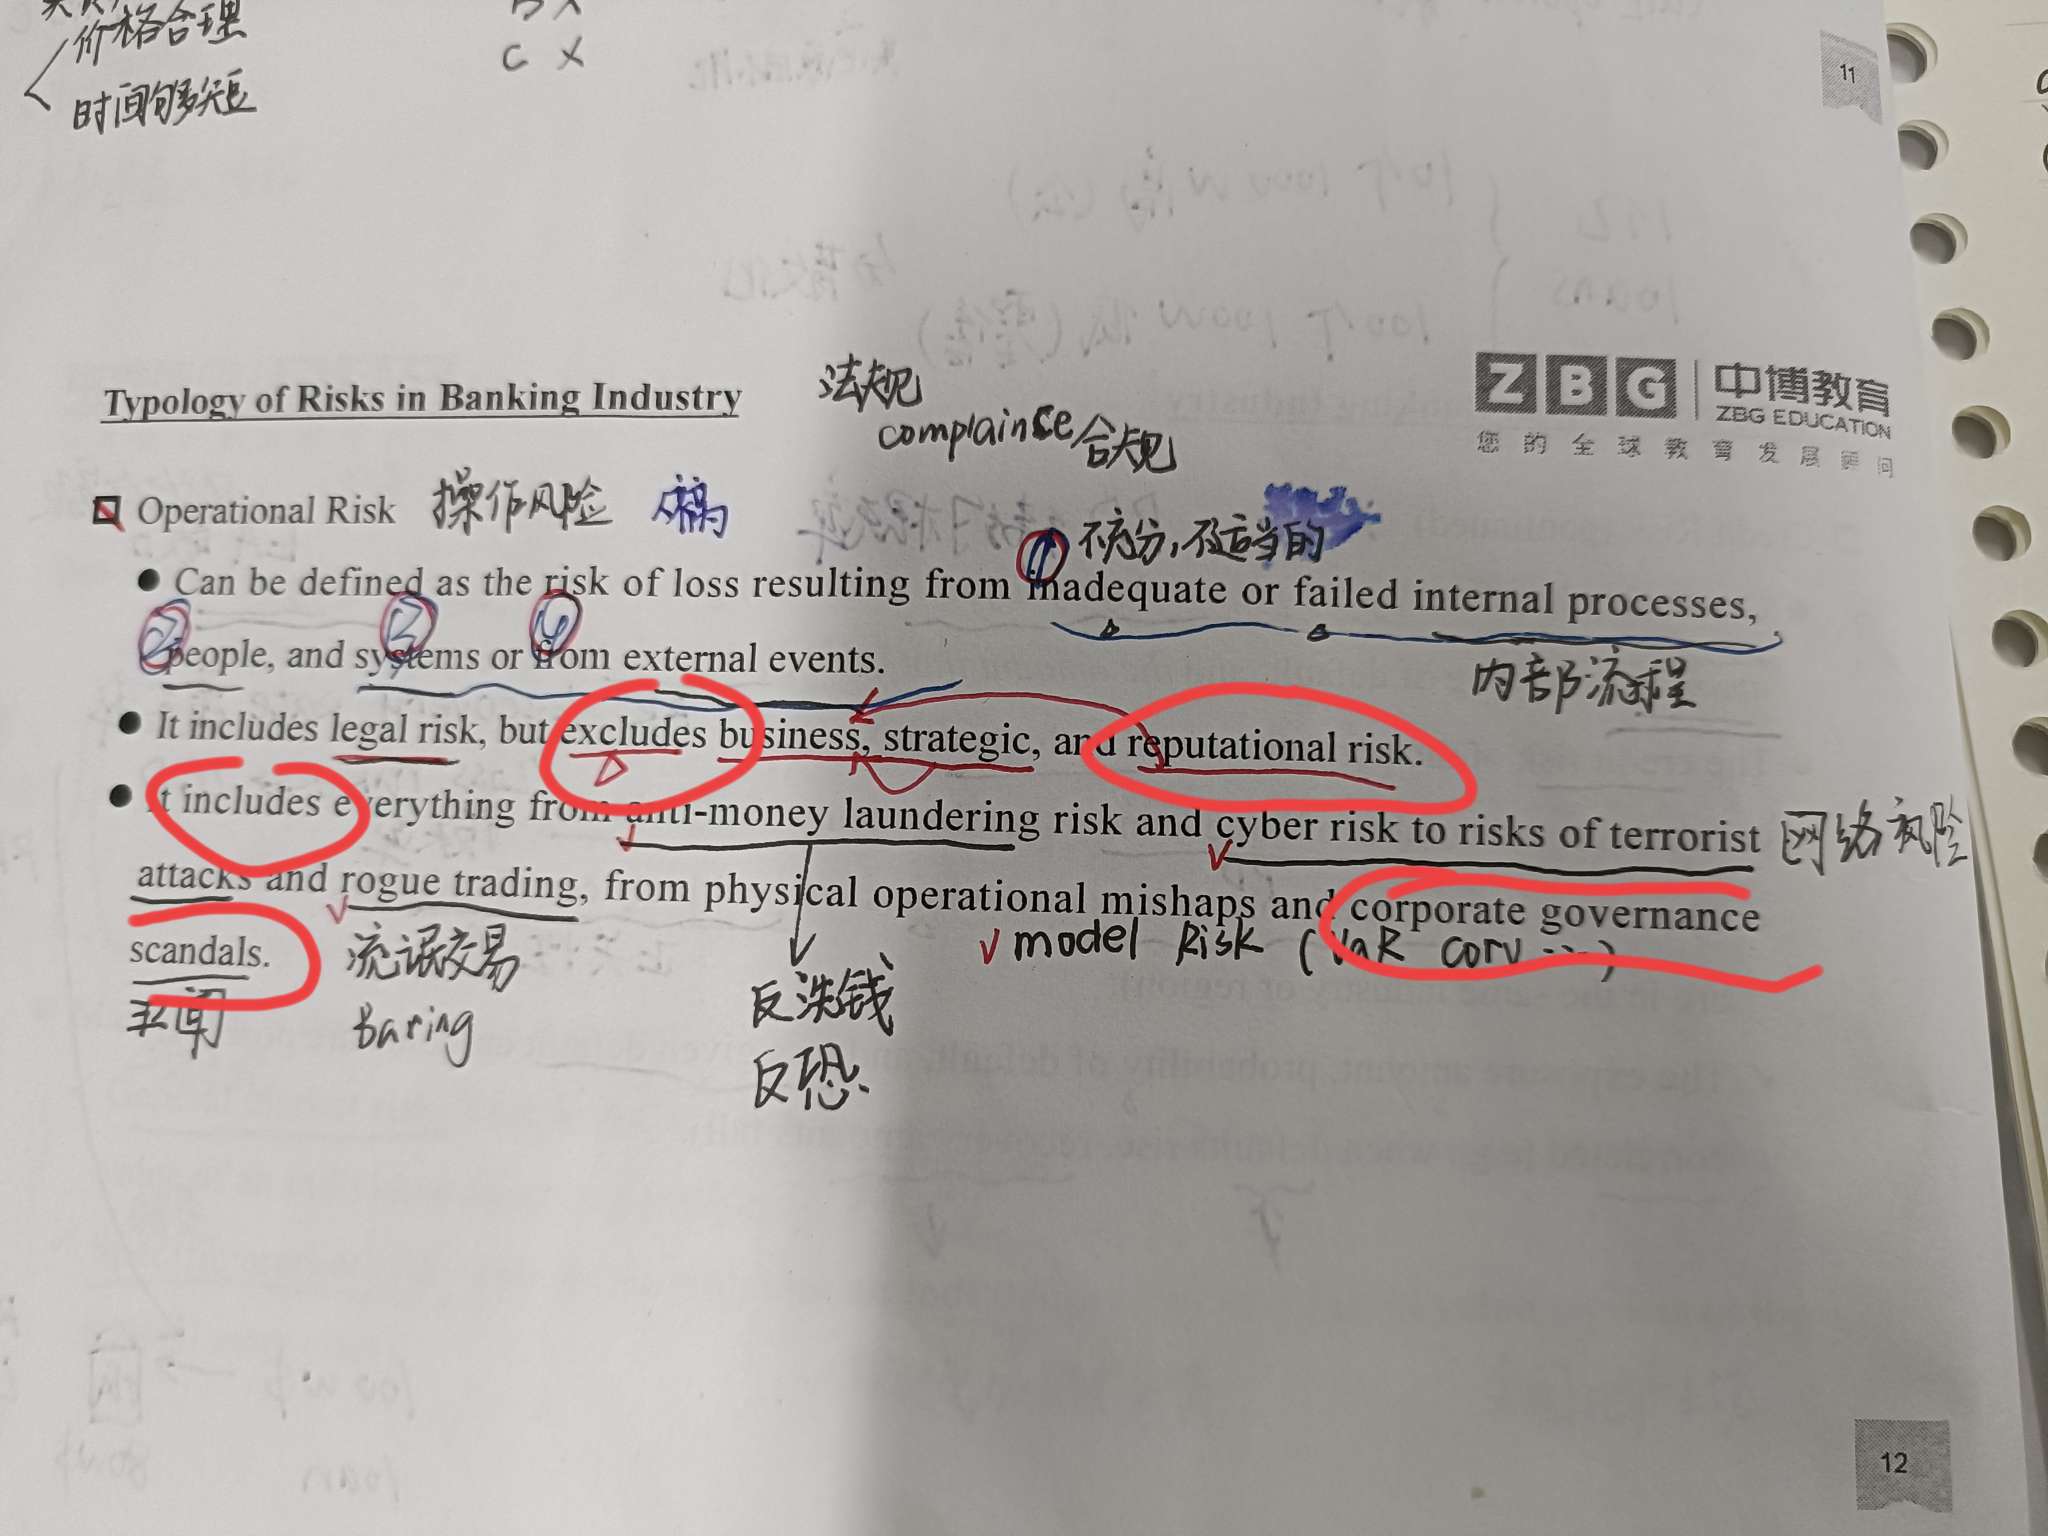 价格合理
C X
时间够短
11
Typology of Risks in Banking Industry
法规
complaince 合规
ZBG 中博教育
ZBG EDUCATION
您的全球教育发展顾问
Operational Risk 操作风险 人祸
① 不充分,不适当的
Can be defined as the risk of loss resulting from inadequate or failed internal processes,
② ③ ④
people, and systems or from external events.
内部流程
It includes legal risk, but excludes business, strategic, and reputational risk.
It includes everything from anti-money laundering risk and cyber risk to risks of terrorist 网络风险
attacks and rogue trading, from physical operational mishaps and corporate governance
scandals. 流氓交易 model Risk (VaR
丑闻 Baring 反洗钱
反恐
12